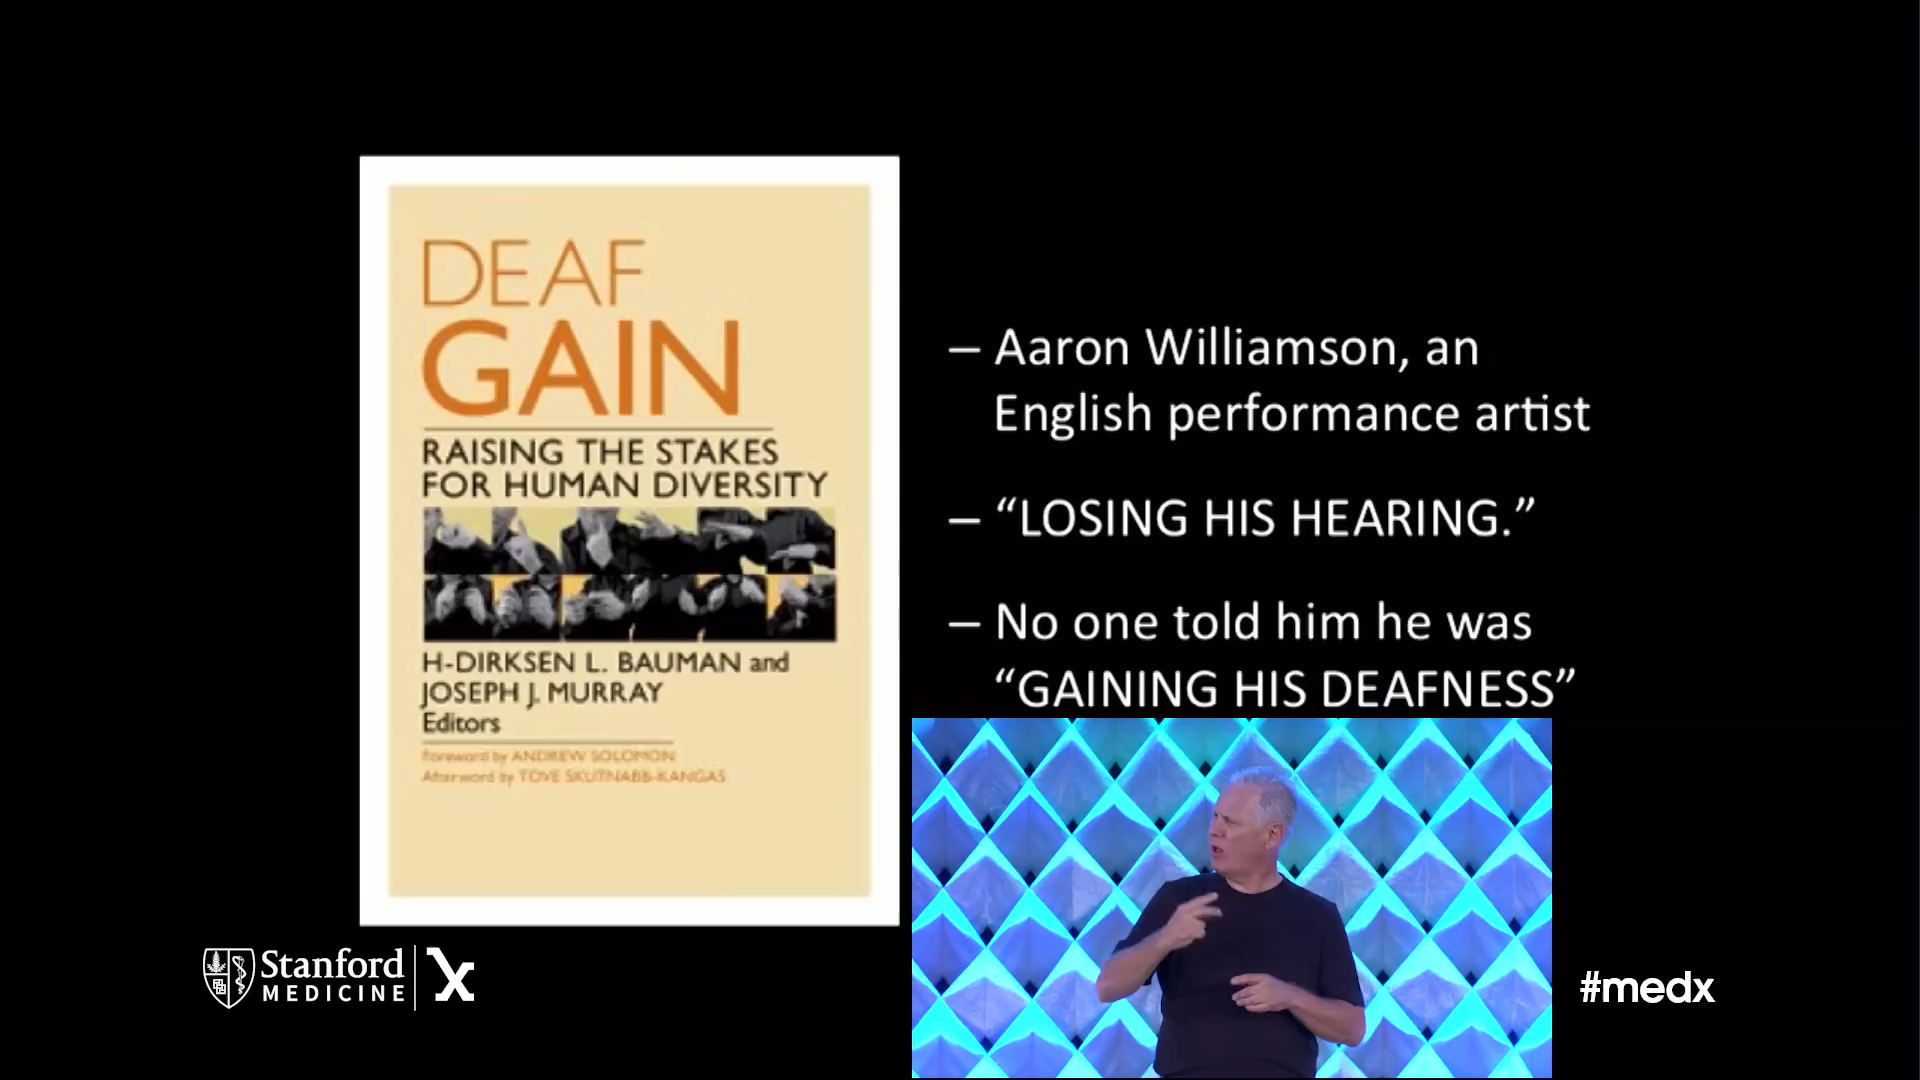 DEAF
GAIN
RAISING THE STAKES
FOR HUMAN DIVERSITY
H-DIRKSEN L. BAUMAN and
JOSEPH J. MURRAY
Editors
Foreword by ANDREW SOLOMON
Afterword by TOVE SKUTNABB-KANGAS
– Aaron Williamson, an
English performance artist
– “LOSING HIS HEARING.”
– No one told him he was
“GAINING HIS DEAFNESS”
Stanford
MEDICINE
X
#medx